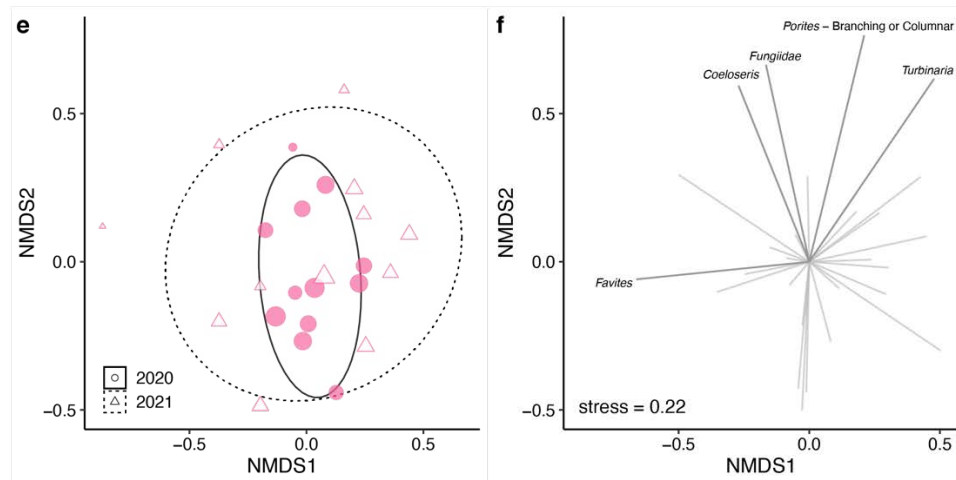 e
0.5
0.0
−0.5
NMDS2
2020
2021
−0.5
0.0
0.5
NMDS1
f
Porites – Branching or Columnar
Fungiidae
Coeloseris
Turbinaria
Favites
0.5
0.0
−0.5
NMDS2
stress = 0.22
−0.5
0.0
0.5
NMDS1